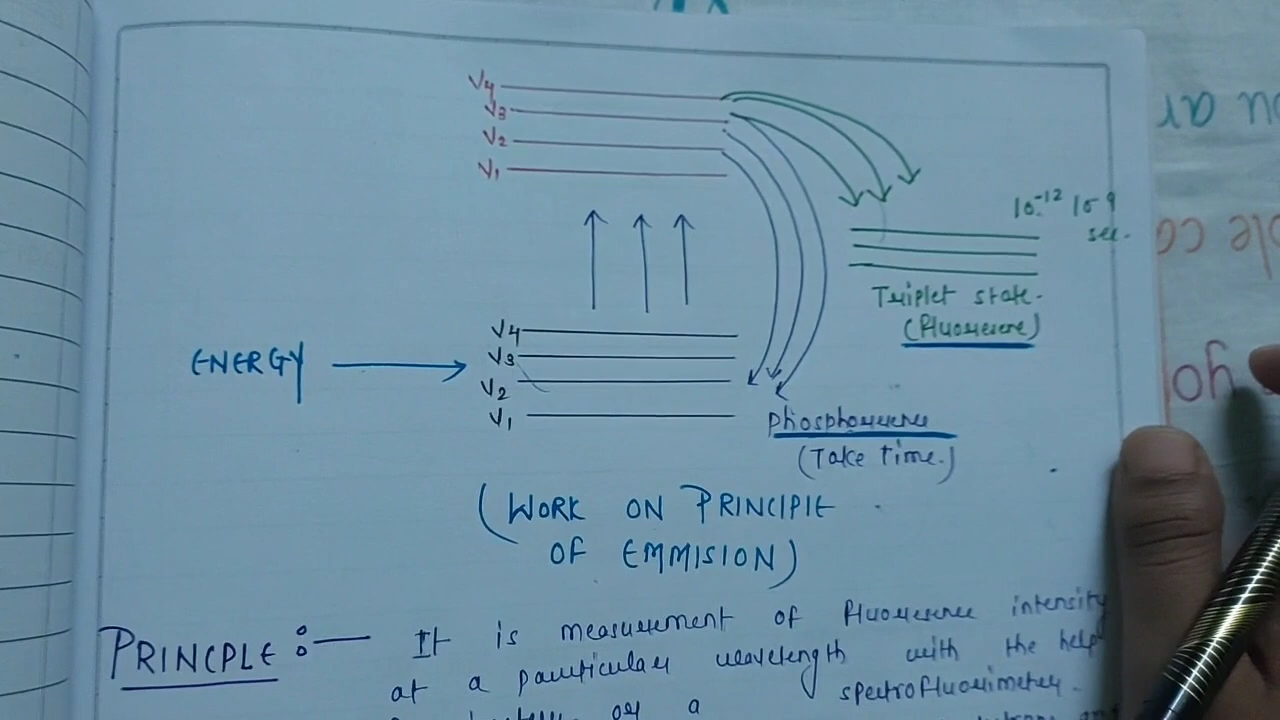 V4
V3
V2
V1
10-12 10-9
sec.
Triplet state.
(Fluorescence)
ENERGY
V4
V3
V2
V1
Phosphorescence
(Take time.)
(WORK ON PRINCIPLE
OF EMMISION)
PRINCPLE :— It is measurement of fluorescence intensity
at a particular wavelength with the help
or a spectrofluorimeter.